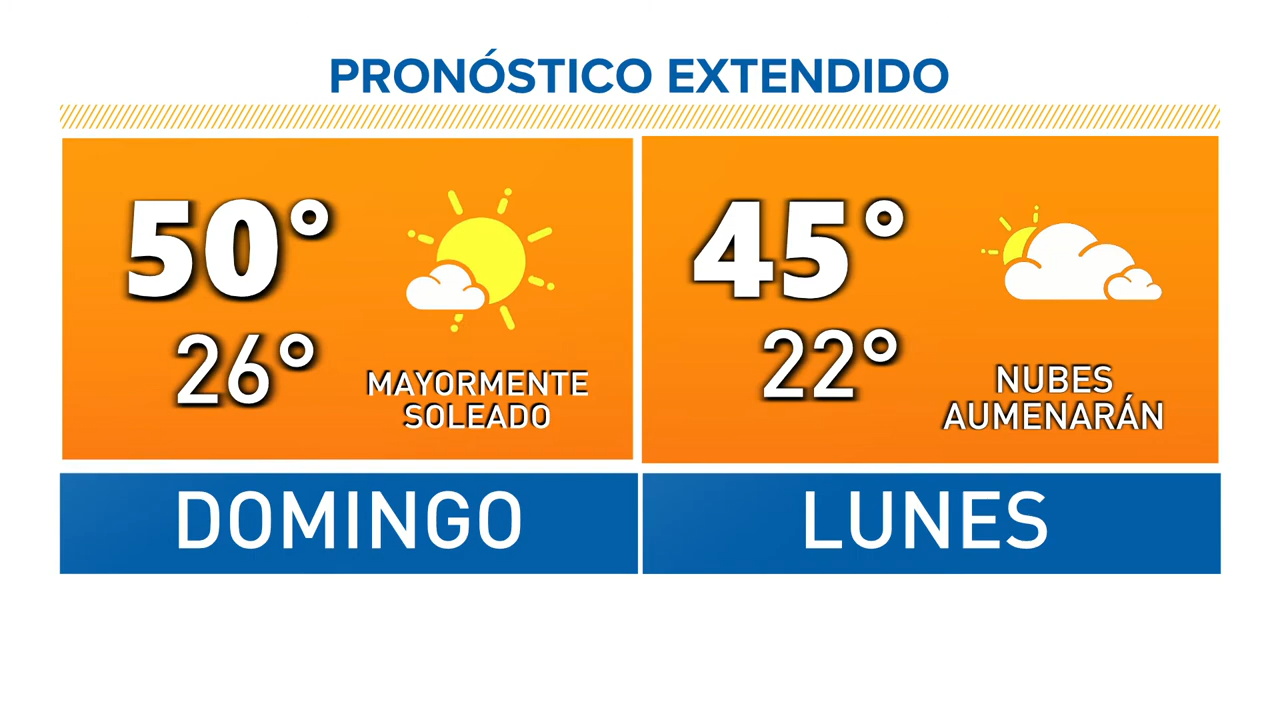 PRONÓSTICO EXTENDIDO
50°
26°
MAYORMENTE
SOLEADO
DOMINGO
45°
22°
NUBES
AUMENARÁN
LUNES